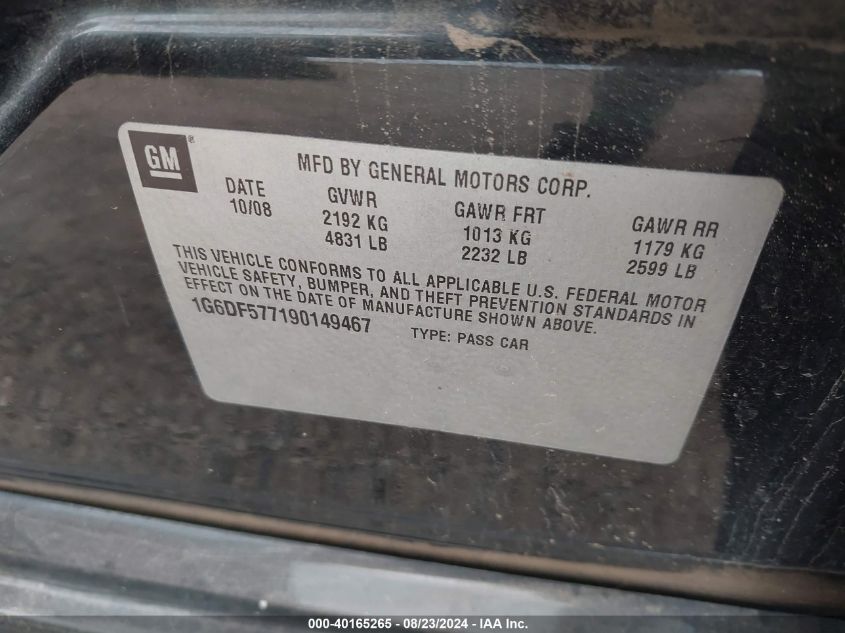 GM®
MFD BY GENERAL MOTORS CORP.
DATE GVWR GAWR FRT GAWR RR
10/08 2192 KG 1013 KG 1179 KG
4831 LB 2232 LB 2599 LB
THIS VEHICLE CONFORMS TO ALL APPLICABLE U.S. FEDERAL MOTOR
VEHICLE SAFETY, BUMPER, AND THEFT PREVENTION STANDARDS IN
EFFECT ON THE DATE OF MANUFACTURE SHOWN ABOVE.
1G6DF577190149467 TYPE: PASS CAR
000-40165265 - 08/23/2024 - IAA Inc.